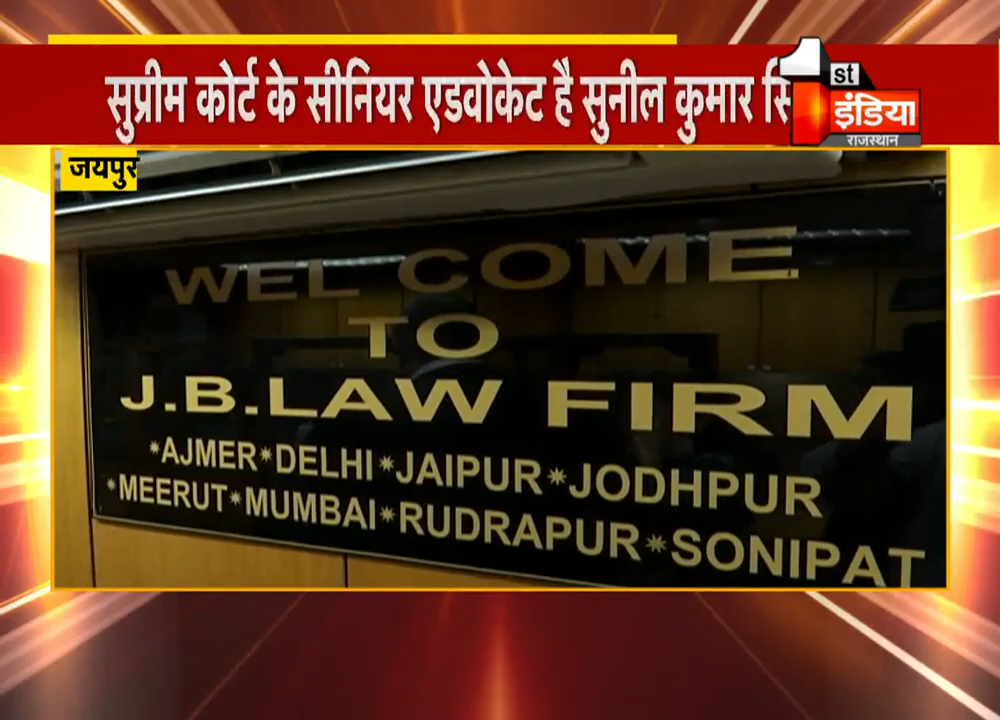 सुप्रीम कोर्ट के सीनियर एडवोकेट है सुनील कुमार
1st
इंडिया
राजस्थान
जयपुर
WEL COME
TO
J.B.LAW FIRM
*AJMER*DELHI*JAIPUR*JODHPUR
*MEERUT*MUMBAI*RUDRAPUR*SONIPAT